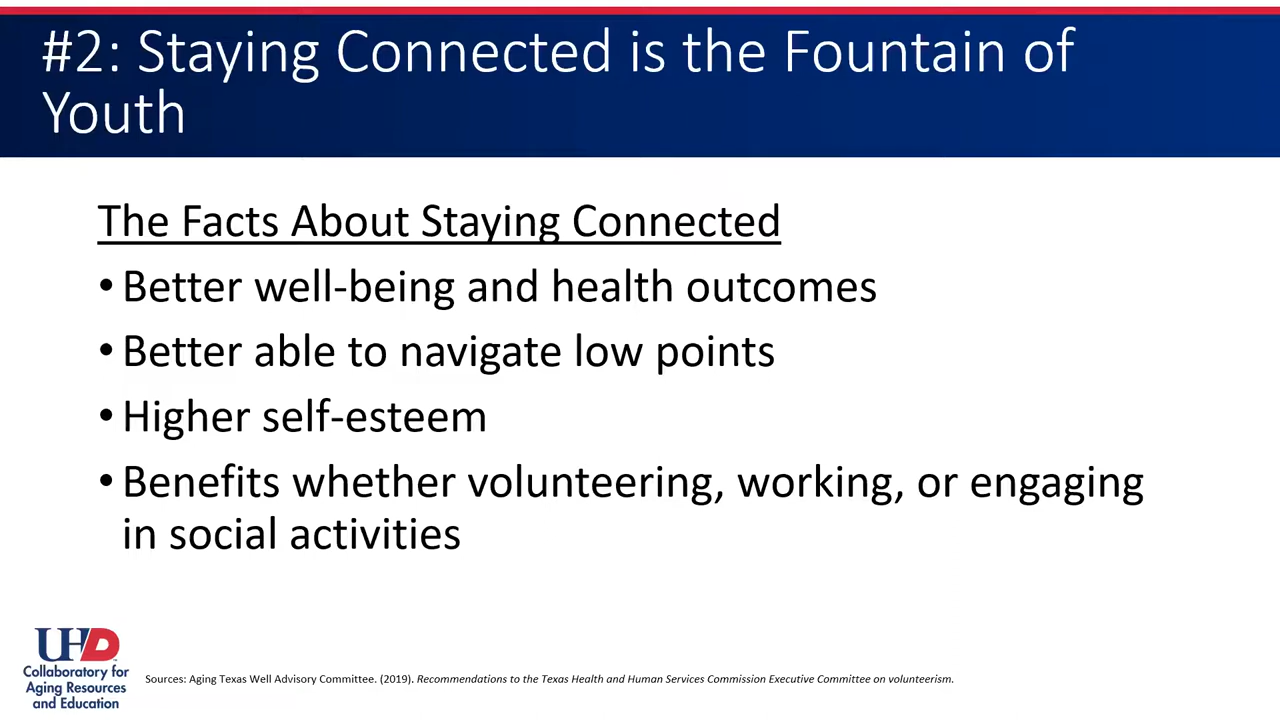 #2: Staying Connected is the Fountain of
Youth
The Facts About Staying Connected
• Better well-being and health outcomes
• Better able to navigate low points
• Higher self-esteem
• Benefits whether volunteering, working, or engaging
in social activities
UHD
Collaboratory for
Aging Resources
and Education
Sources: Aging Texas Well Advisory Committee. (2019). Recommendations to the Texas Health and Human Services Commission Executive Committee on volunteerism.